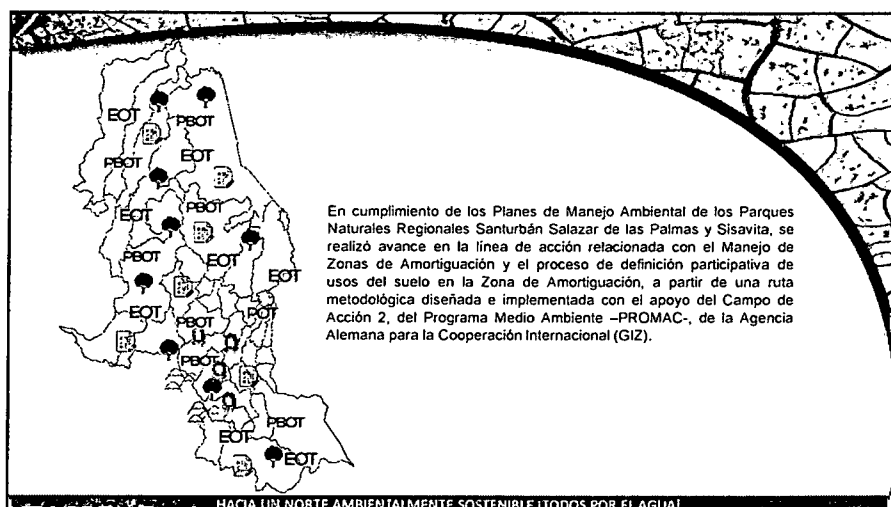 EOT
PBOT
PBOT
EOT
EOT
PBOT
PBOT
EOT
EOT
EOT
PBOT
POT
PBOT
PBOT
EOT
EOT
En cumplimiento de los Planes de Manejo Ambiental de los Parques
Naturales Regionales Santurbán Salazar de las Palmas y Sisavita, se
realizó avance en la línea de acción relacionada con el Manejo de
Zonas de Amortiguación y el proceso de definición participativa de
usos del suelo en la Zona de Amortiguación, a partir de una ruta
metodológica diseñada e implementada con el apoyo del Campo de
Acción 2, del Programa Medio Ambiente –PROMAC-, de la Agencia
Alemana para la Cooperación Internacional (GIZ).
HACIA UN NORTE AMBIENTALMENTE SOSTENIBLE ¡TODOS POR EL AGUA!